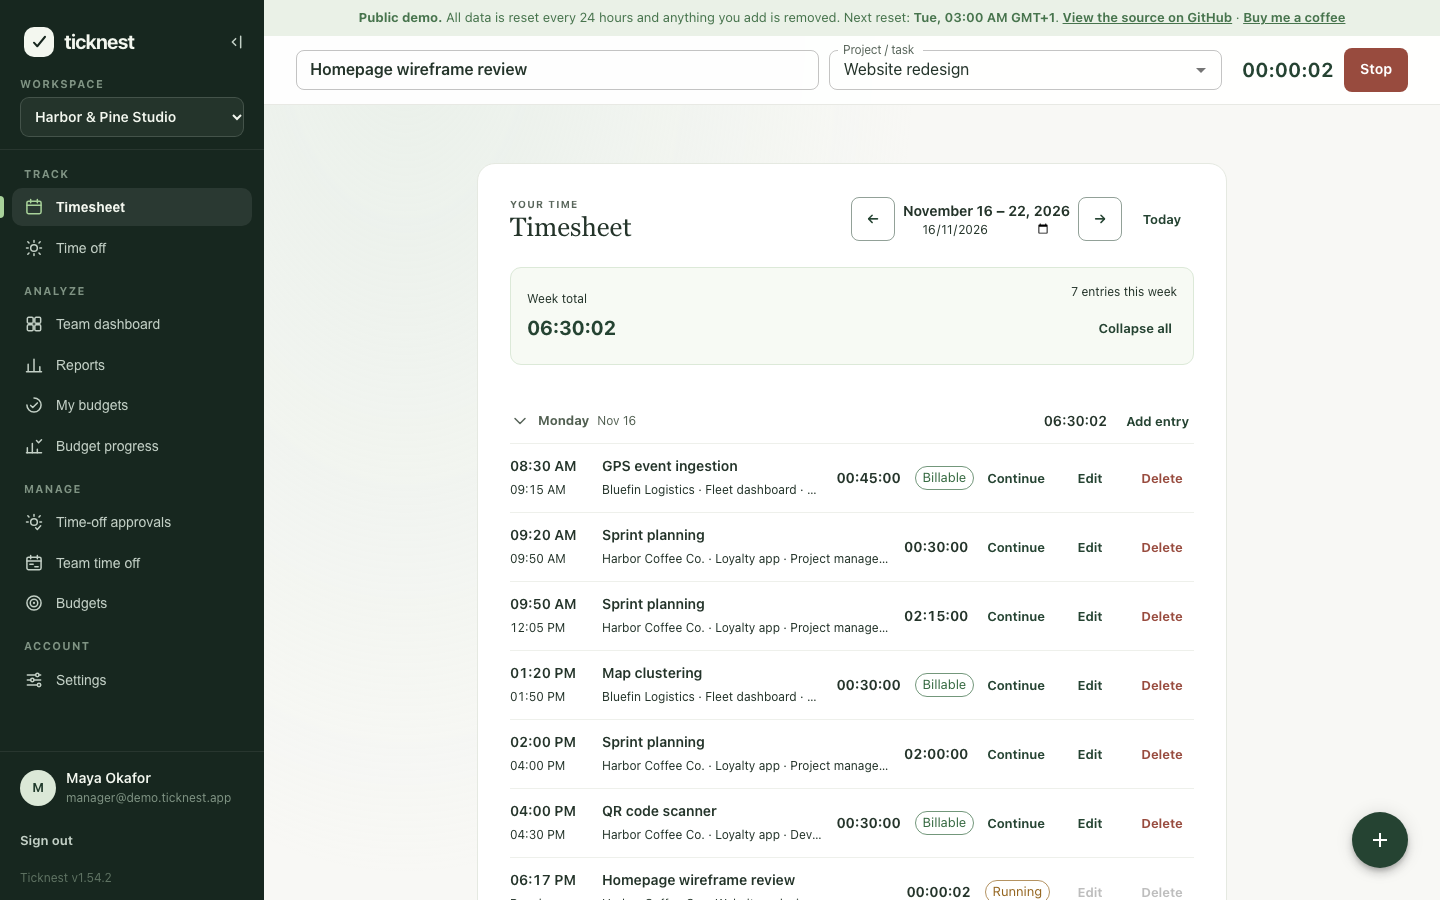 Public demo. All data is reset every 24 hours and anything you add is removed. Next reset: Tue, 03:00 AM GMT+1. View the source on GitHub · Buy me a coffee
ticknest
WORKSPACE
Harbor & Pine Studio
TRACK
Timesheet
Time off
ANALYZE
Team dashboard
Reports
My budgets
Budget progress
MANAGE
Time-off approvals
Team time off
Budgets
ACCOUNT
Settings
M
Maya Okafor
manager@demo.ticknest.app
Sign out
Ticknest v1.54.2
Homepage wireframe review
Project / task
Website redesign
00:00:02
Stop
YOUR TIME
Timesheet
November 16 – 22, 2026
16/11/2026
Today
Week total
06:30:02
7 entries this week
Collapse all
Monday Nov 16 06:30:02 Add entry
08:30 AM GPS event ingestion
09:15 AM Bluefin Logistics · Fleet dashboard · ...
00:45:00 Billable Continue Edit Delete
09:20 AM Sprint planning
09:50 AM Harbor Coffee Co. · Loyalty app · Project manage...
00:30:00 Continue Edit Delete
09:50 AM Sprint planning
12:05 PM Harbor Coffee Co. · Loyalty app · Project manage...
02:15:00 Continue Edit Delete
01:20 PM Map clustering
01:50 PM Bluefin Logistics · Fleet dashboard · ...
00:30:00 Billable Continue Edit Delete
02:00 PM Sprint planning
04:00 PM Harbor Coffee Co. · Loyalty app · Project manage...
02:00:00 Continue Edit Delete
04:00 PM QR code scanner
04:30 PM Harbor Coffee Co. · Loyalty app · Dev...
00:30:00 Billable Continue Edit Delete
06:17 PM Homepage wireframe review
00:00:02 Running Edit Delete